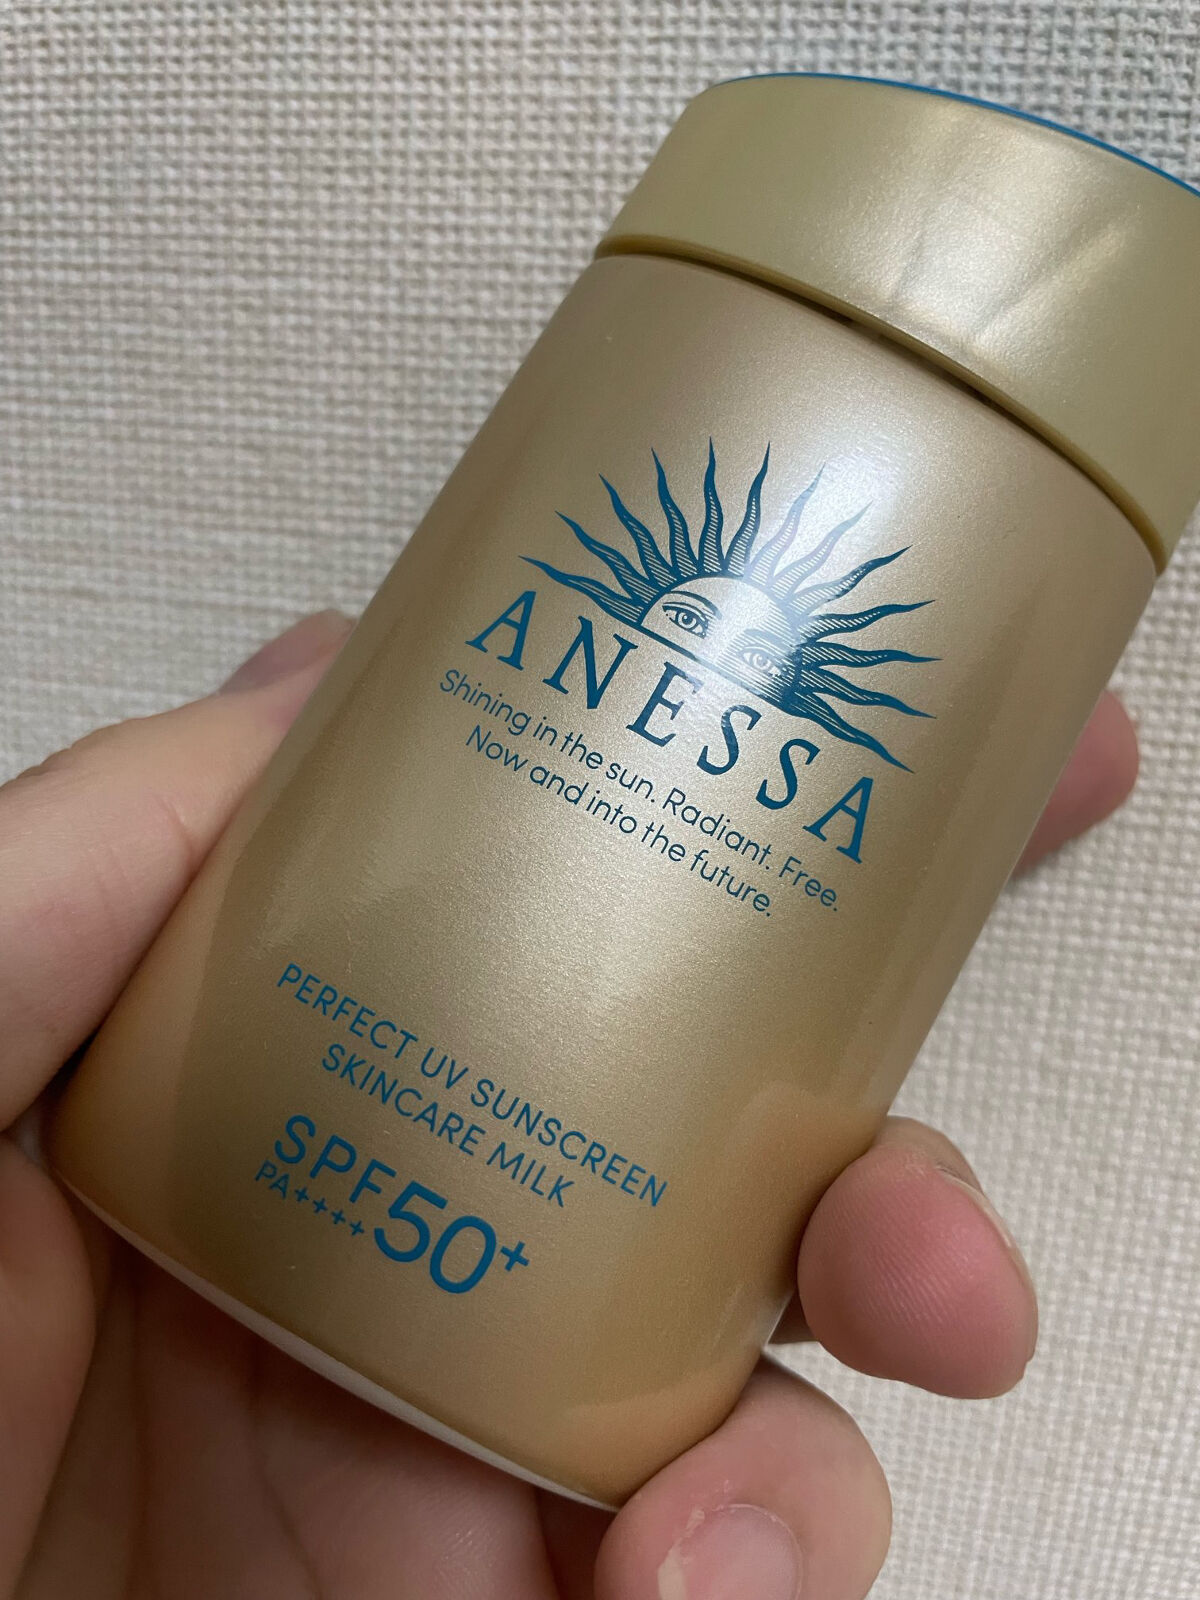 ANESSA
Shining in the sun. Radiant. Free.
Now and into the future.
PERFECT UV SUNSCREEN
SKINCARE MILK
SPF50+
PA++++